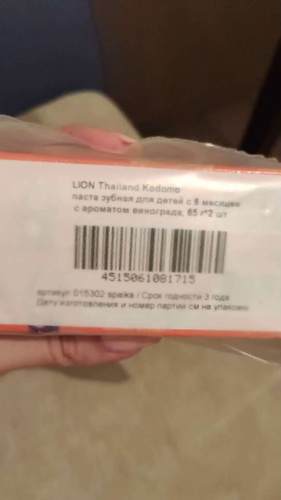 LION Thailand Kodomo
паста зубная для детей с 6 месяцев
с ароматом винограда, 65 г*2 шт
4515061081715
артикул 015302 spaika / Срок годности 3 года
Дату изготовления и номер партии см на упаковке